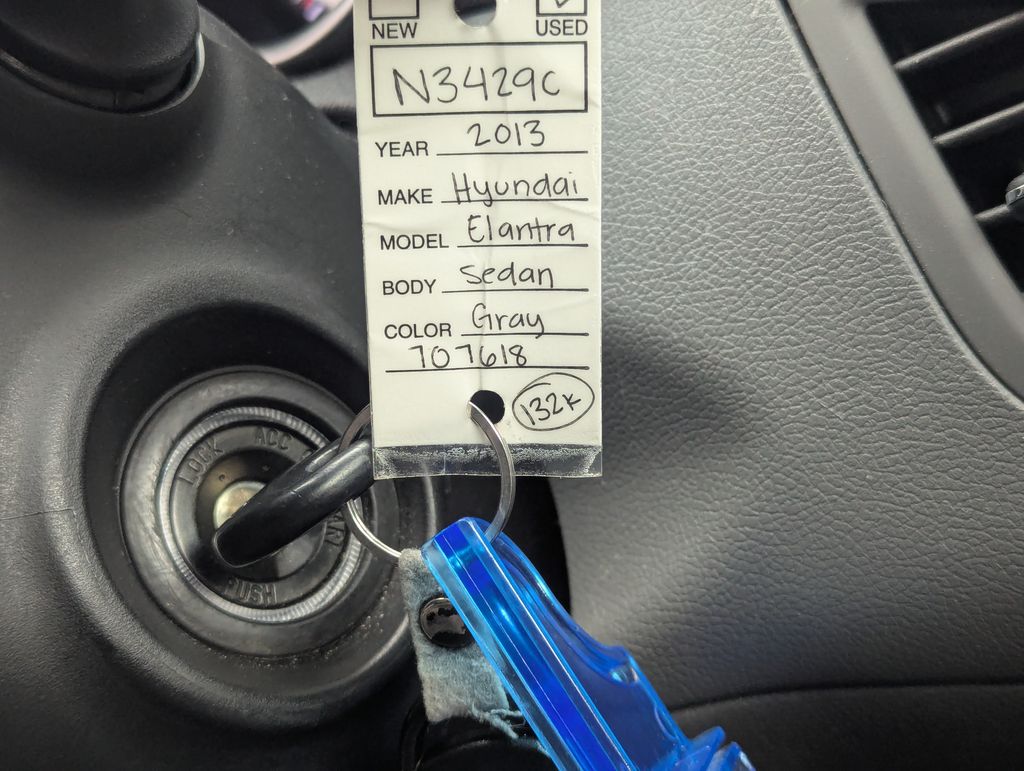 NEW USED
N3429C
YEAR 2013
MAKE Hyundai
MODEL Elantra
BODY Sedan
COLOR Gray
707618
132K
LOCK ACC
PUSH